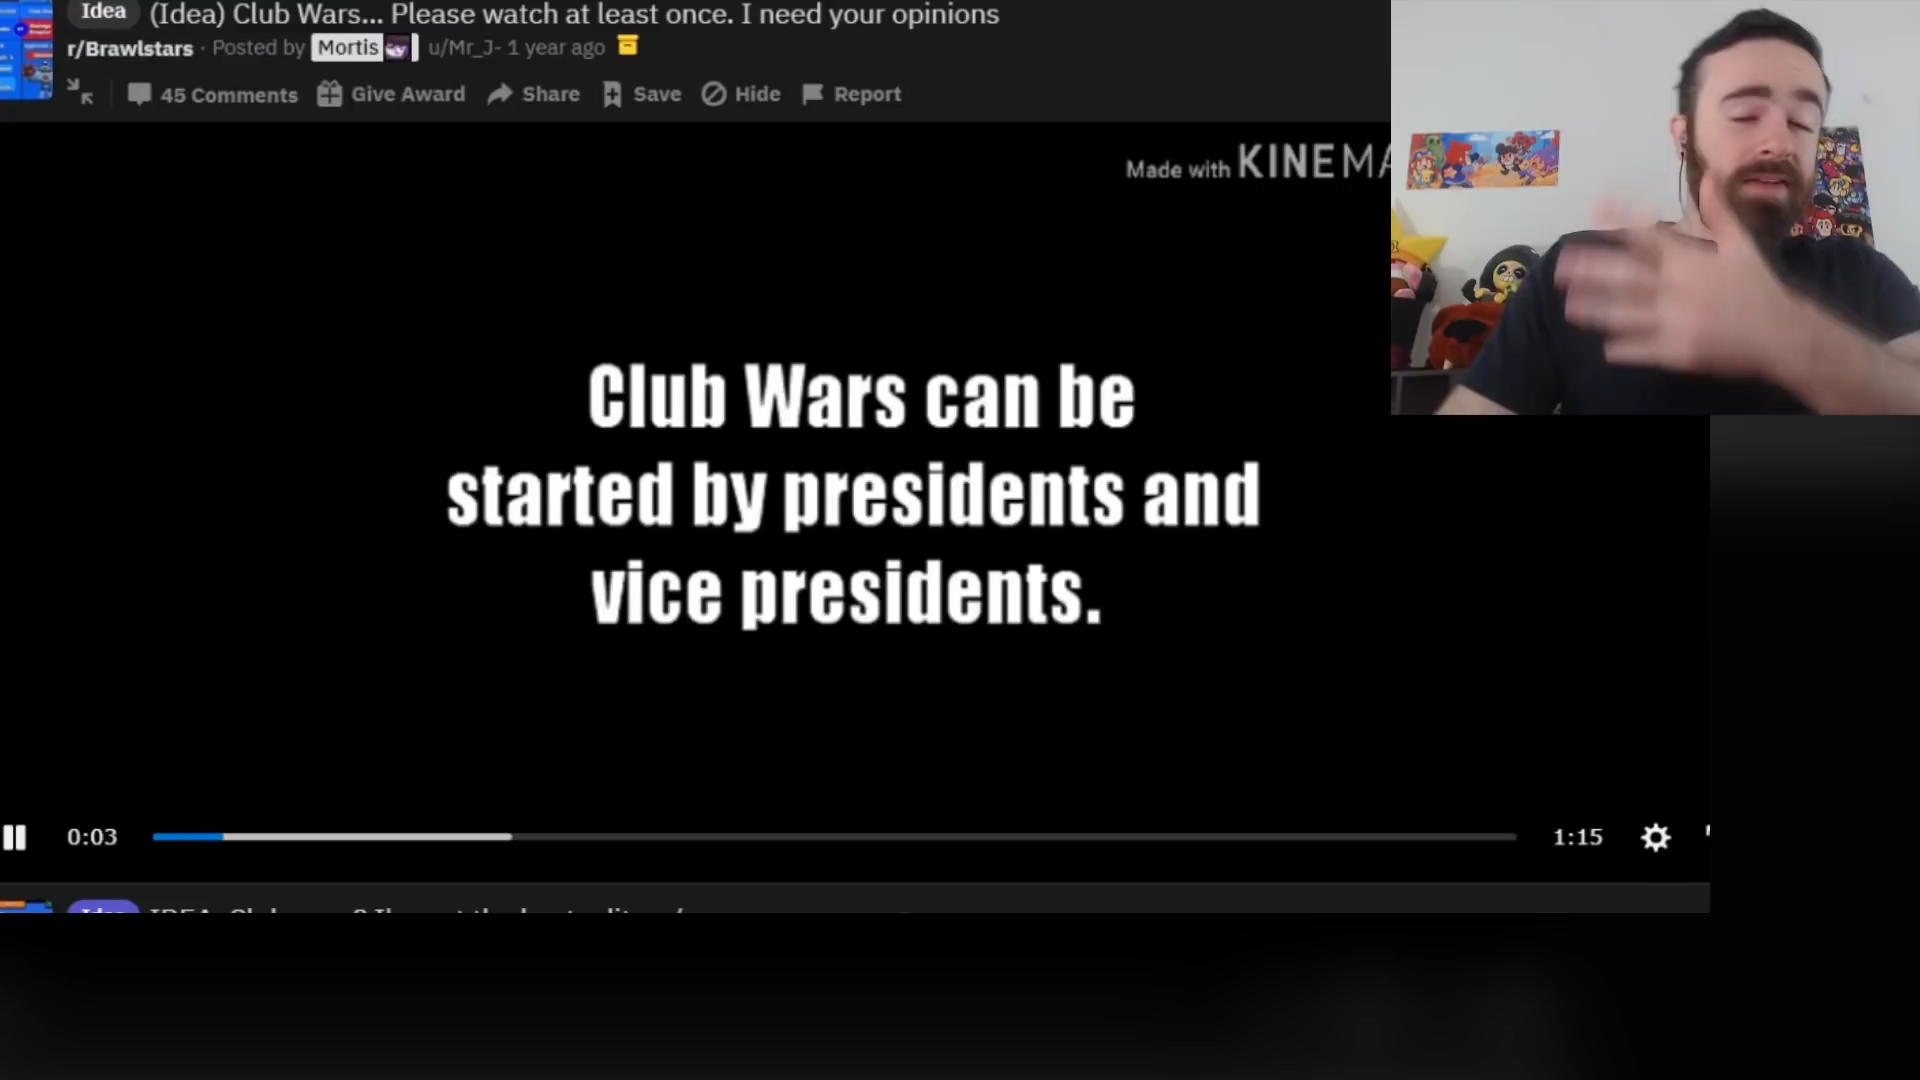 Idea (Idea) Club Wars... Please watch at least once. I need your opinions
r/Brawlstars · Posted by Mortis u/Mr_J- 1 year ago
45 Comments Give Award Share Save Hide Report
Made with KINEMA
Club Wars can be
started by presidents and
vice presidents.
0:03 1:15